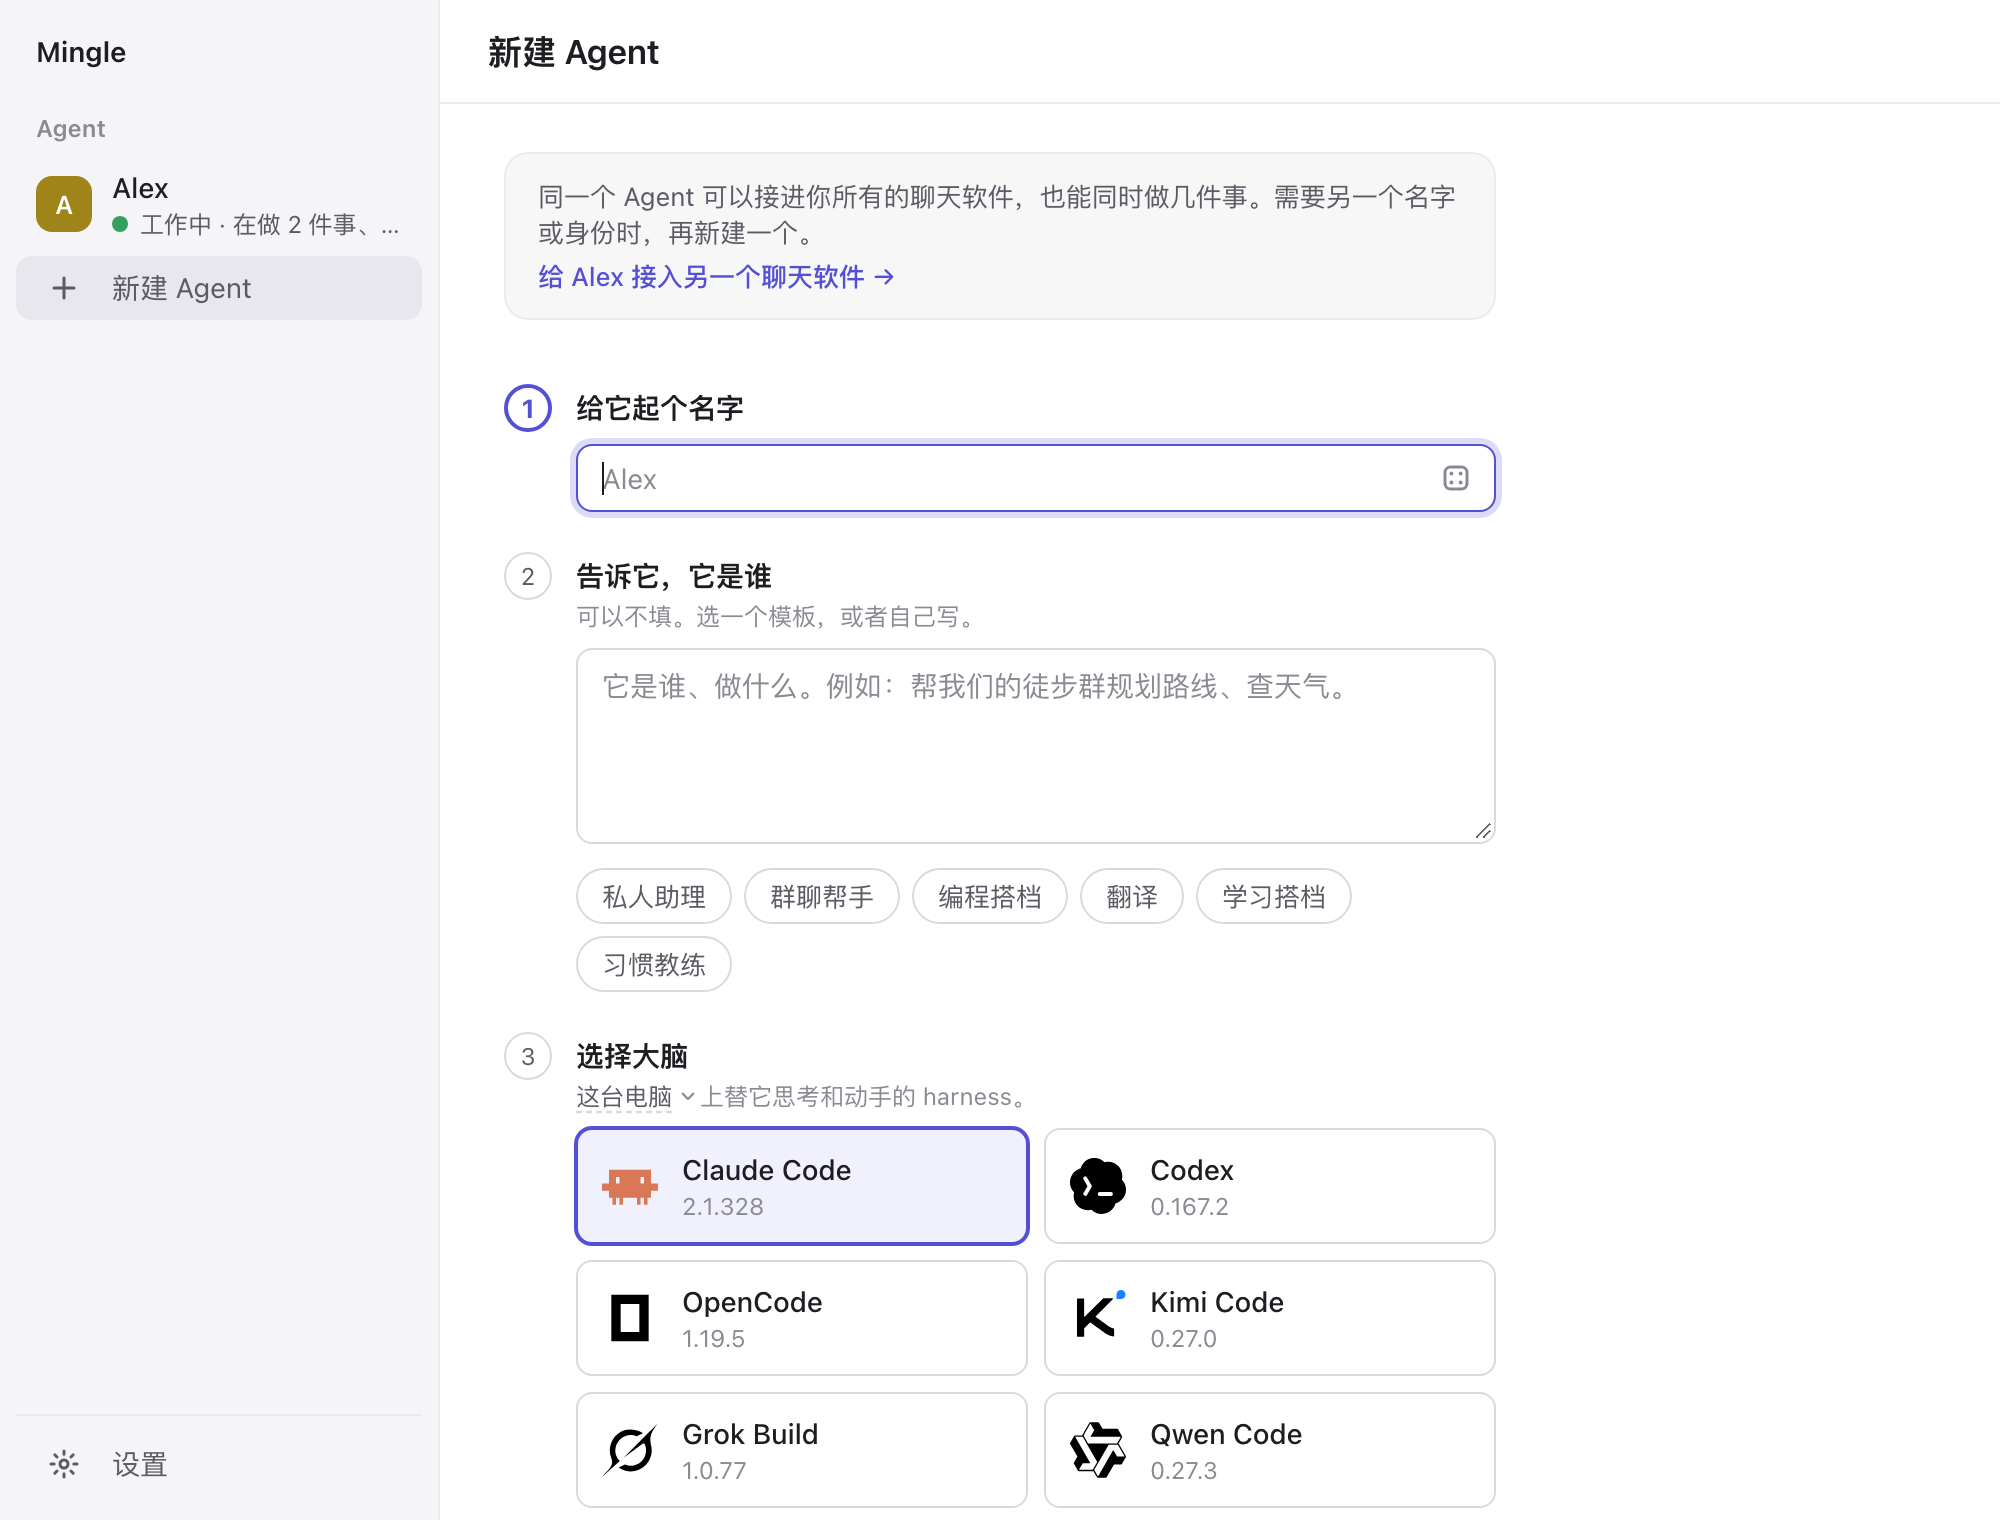 Mingle
Agent
A
Alex
工作中 · 在做 2 件事、...
新建 Agent
设置
新建 Agent
同一个 Agent 可以接进你所有的聊天软件，也能同时做几件事。需要另一个名字
或身份时，再新建一个。
给 Alex 接入另一个聊天软件 →
1
给它起个名字
Alex
2
告诉它，它是谁
可以不填。选一个模板，或者自己写。
它是谁、做什么。例如：帮我们的徒步群规划路线、查天气。
私人助理
群聊帮手
编程搭档
翻译
学习搭档
习惯教练
3
选择大脑
这台电脑 上替它思考和动手的 harness。
Claude Code
2.1.328
Codex
0.167.2
OpenCode
1.19.5
Kimi Code
0.27.0
Grok Build
1.0.77
Qwen Code
0.27.3